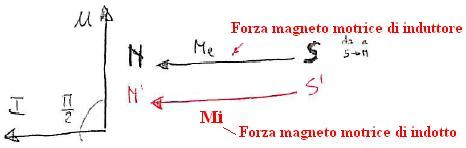 Forza magneto motrice di induttore
M
N
Me
S
da a
S→N
I
π/2
N'
S'
Mi
Forza magneto motrice di indotto